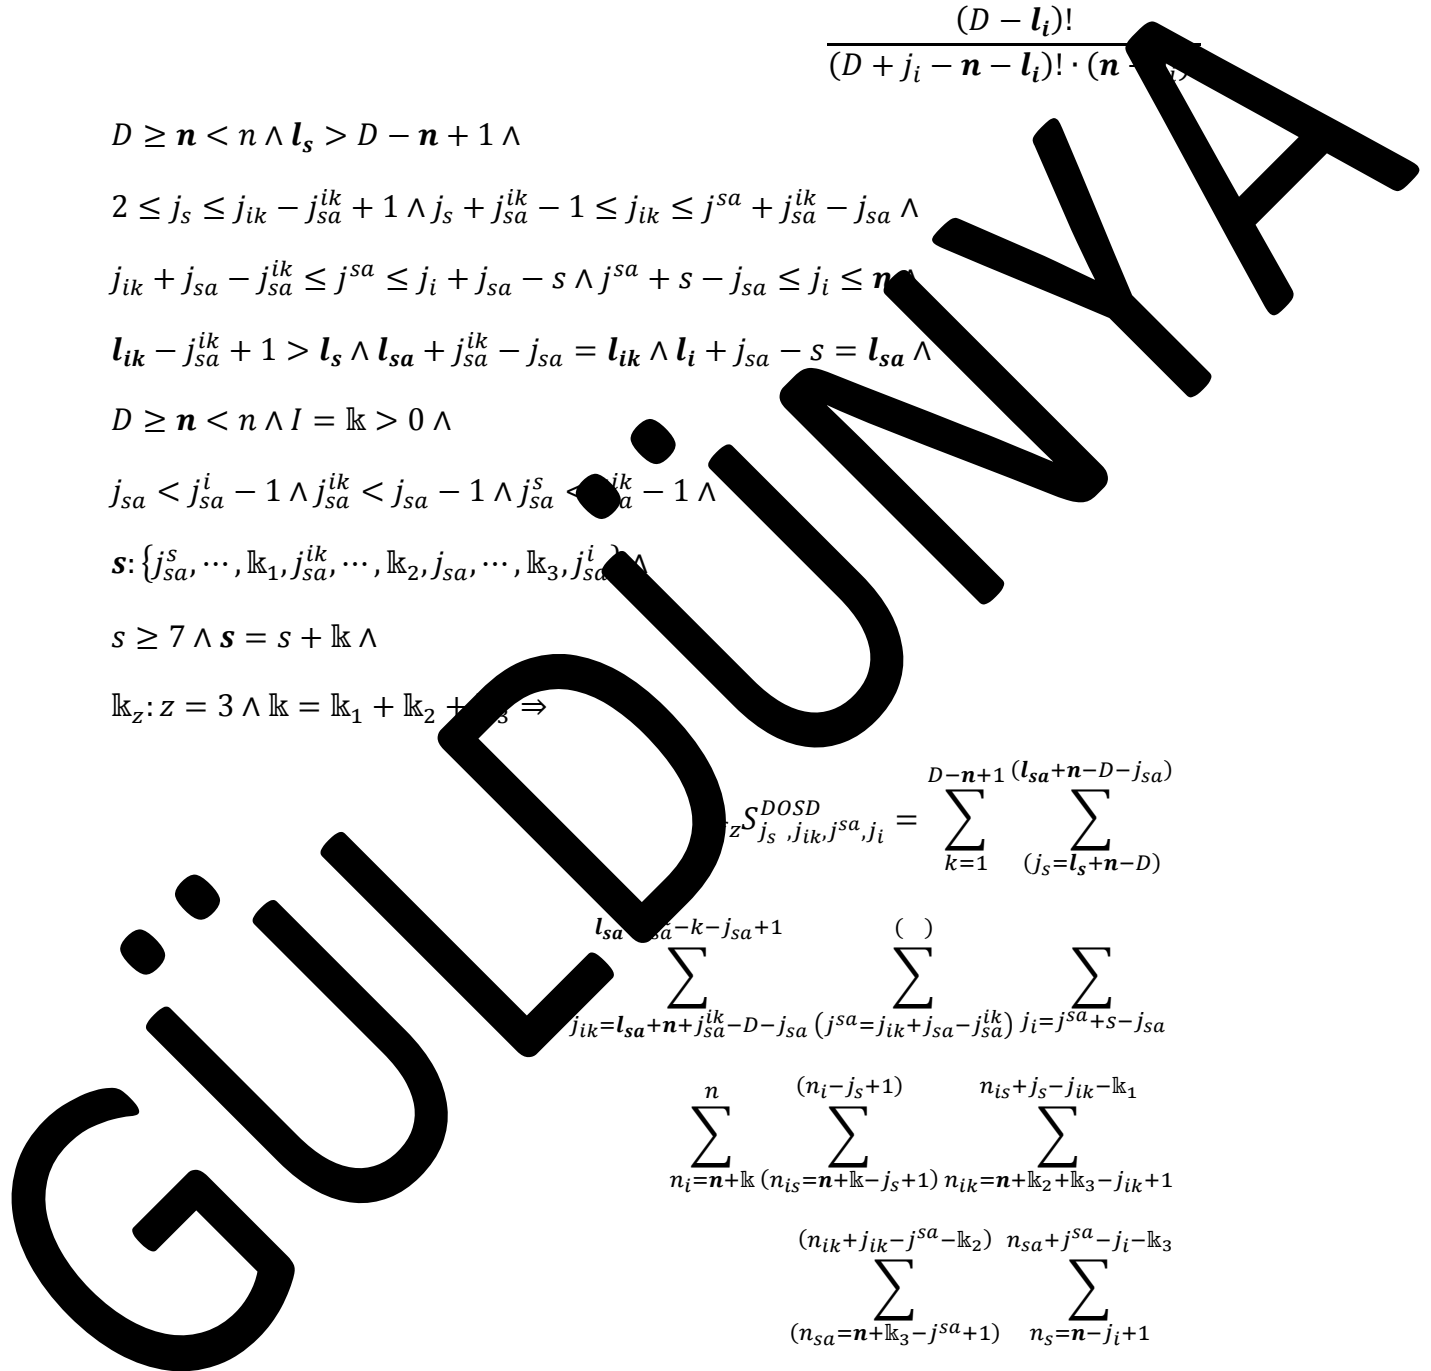 (D − l_i)!
(D + j_i − n − l_i)! · (n
D ≥ n < n ∧ l_s > D − n + 1 ∧
2 ≤ j_s ≤ j_ik − j_sa^ik + 1 ∧ j_s + j_sa^ik − 1 ≤ j_ik ≤ j^sa + j_sa^ik − j_sa ∧
j_ik + j_sa − j_sa^ik ≤ j^sa ≤ j_i + j_sa − s ∧ j^sa + s − j_sa ≤ j_i ≤ n ∧
l_ik − j_sa^ik + 1 > l_s ∧ l_sa + j_sa^ik − j_sa = l_ik ∧ l_i + j_sa − s = l_sa ∧
D ≥ n < n ∧ I = 𝕜 > 0 ∧
j_sa < j_sa^i − 1 ∧ j_sa^ik < j_sa − 1 ∧ j_sa^s < − 1 ∧
s: {j_sa^s, ⋯ , 𝕜_1, j_sa^ik, ⋯ , 𝕜_2, j_sa, ⋯ , 𝕜_3, j_sa^i} ∧
s ≥ 7 ∧ s = s + 𝕜 ∧
𝕜_z: z = 3 ∧ 𝕜 = 𝕜_1 + 𝕜_2 + ⇒
D−n+1 (l_sa+n−D−j_sa)
_z S_{j_s ,j_ik,j^sa,j_i}^{DOSD} = ∑ ∑
k=1 (j_s=l_s+n−D)
l_sa −k−j_sa+1 ( )
∑ ∑ ∑
j_ik=l_sa+n+j_sa^ik−D−j_sa (j^sa=j_ik+j_sa−j_sa^ik) j_i=j^sa+s−j_sa
n (n_i−j_s+1) n_is+j_s−j_ik−𝕜_1
∑ ∑ ∑
n_i=n+𝕜 (n_is=n+𝕜−j_s+1) n_ik=n+𝕜_2+𝕜_3−j_ik+1
(n_ik+j_ik−j^sa−𝕜_2) n_sa+j^sa−j_i−𝕜_3
∑ ∑
(n_sa=n+𝕜_3−j^sa+1) n_s=n−j_i+1
GÜLDÜNYA